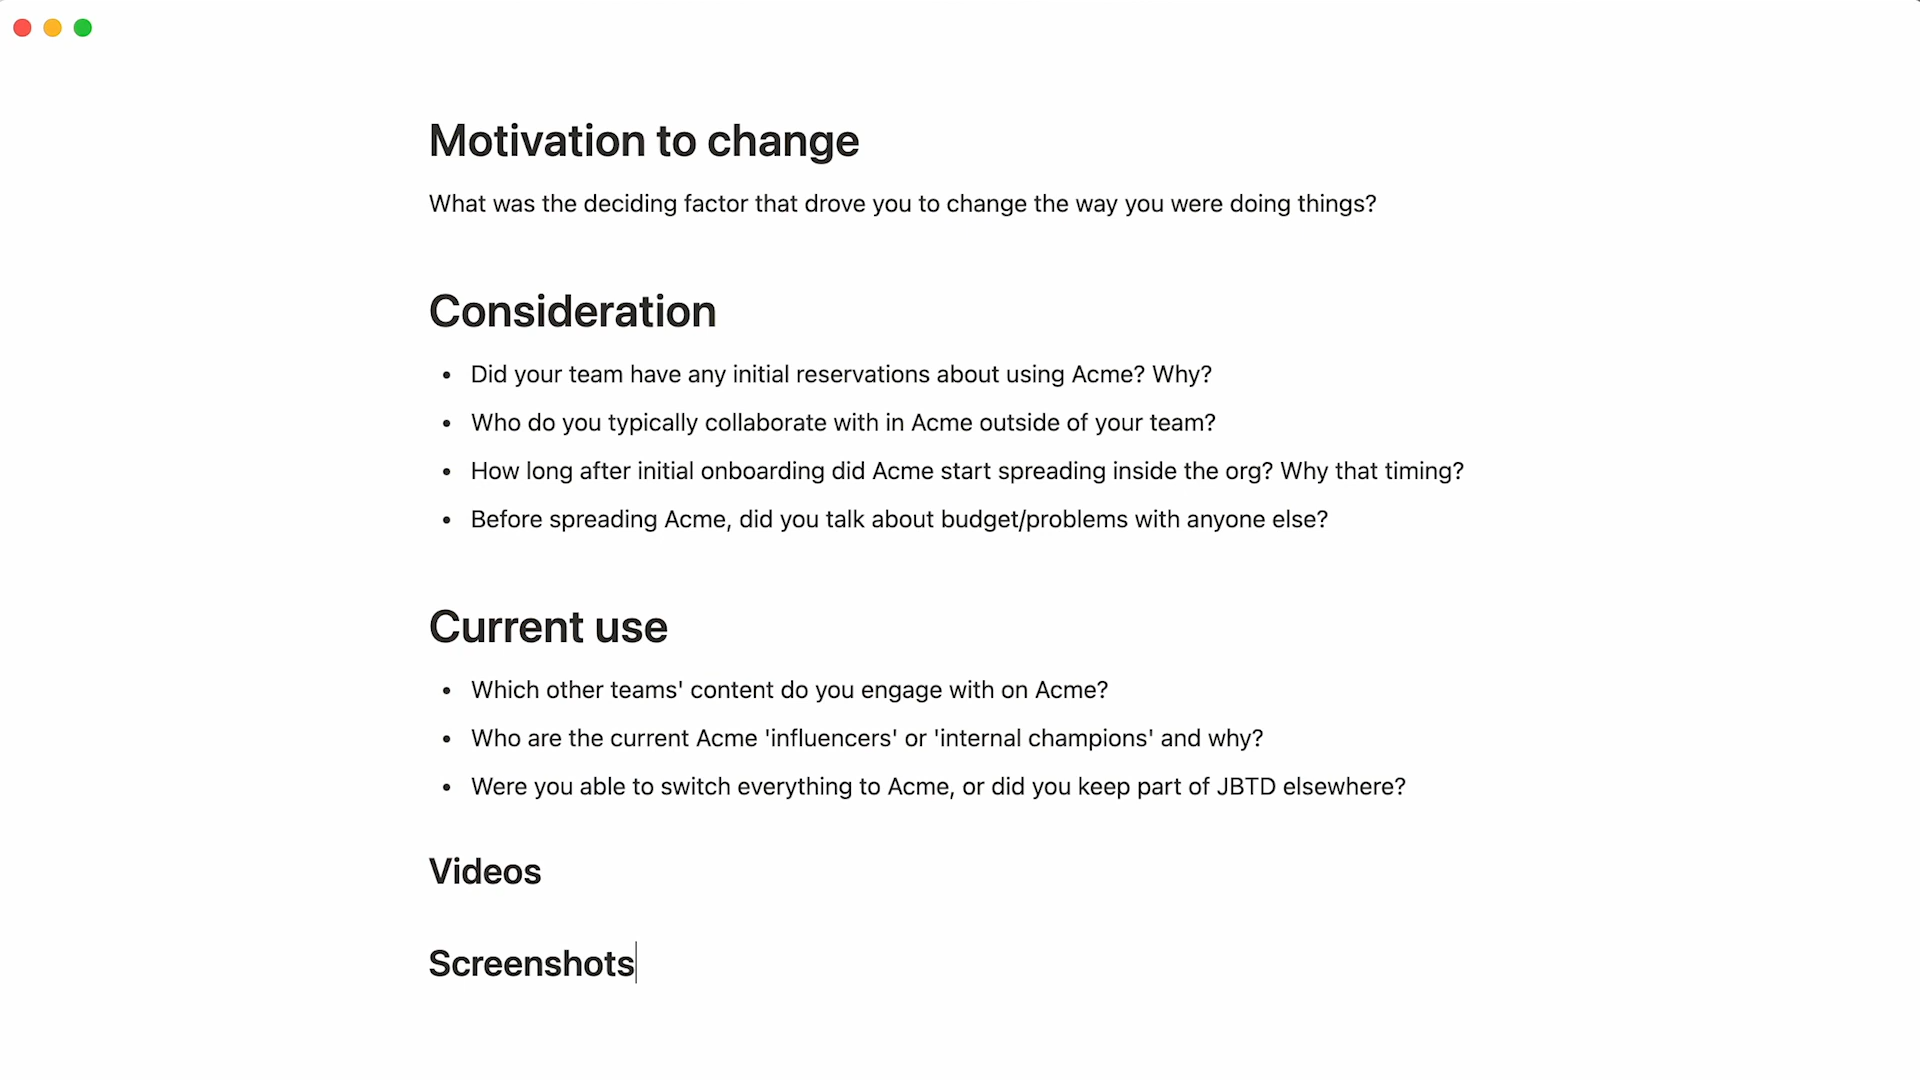 Motivation to change
What was the deciding factor that drove you to change the way you were doing things?
Consideration
• Did your team have any initial reservations about using Acme? Why?
• Who do you typically collaborate with in Acme outside of your team?
• How long after initial onboarding did Acme start spreading inside the org? Why that timing?
• Before spreading Acme, did you talk about budget/problems with anyone else?
Current use
• Which other teams' content do you engage with on Acme?
• Who are the current Acme 'influencers' or 'internal champions' and why?
• Were you able to switch everything to Acme, or did you keep part of JBTD elsewhere?
Videos
Screenshots